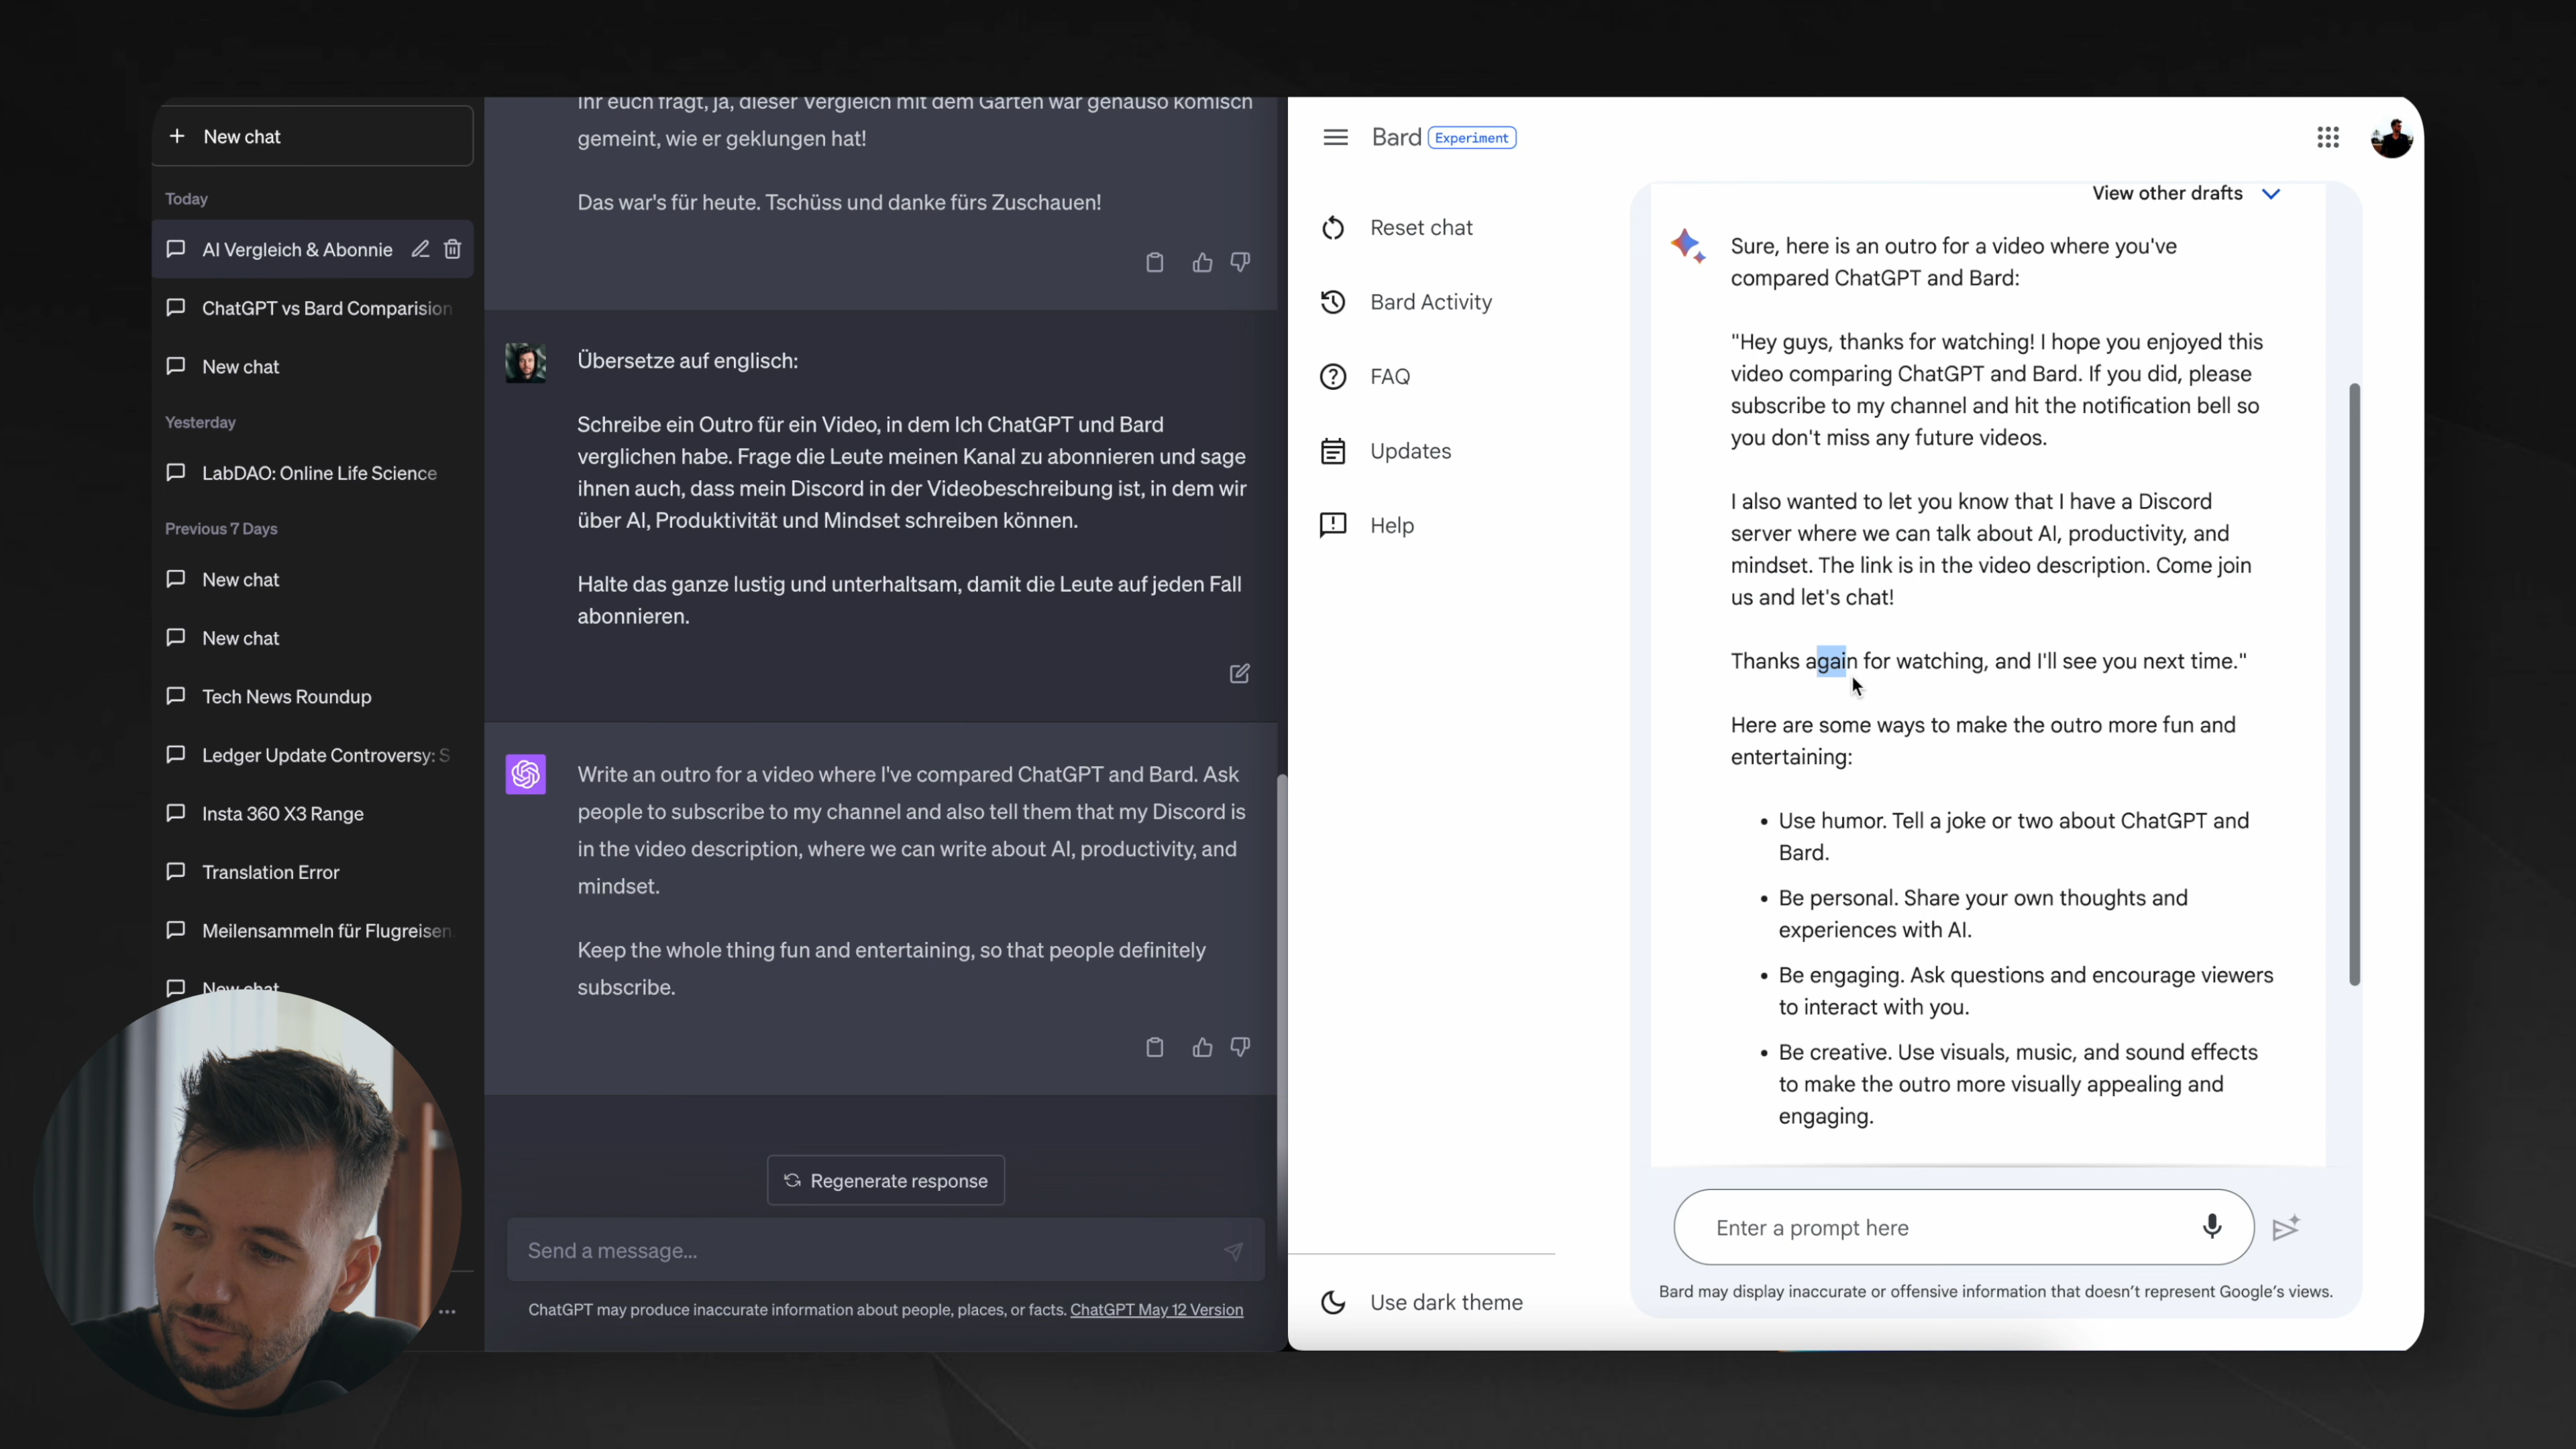 New chat
Today
AI Vergleich & Abonnie
ChatGPT vs Bard Comparision
New chat
Yesterday
LabDAO: Online Life Science
Previous 7 Days
New chat
New chat
Tech News Roundup
Ledger Update Controversy: S
Insta 360 X3 Range
Translation Error
Meilensammeln für Flugreisen.
New chat
Ihr euch fragt, ja, dieser Vergleich mit dem Garten war genauso komisch
gemeint, wie er geklungen hat!
Das war's für heute. Tschüss und danke fürs Zuschauen!
Übersetze auf englisch:
Schreibe ein Outro für ein Video, in dem Ich ChatGPT und Bard
verglichen habe. Frage die Leute meinen Kanal zu abonnieren und sage
ihnen auch, dass mein Discord in der Videobeschreibung ist, in dem wir
über AI, Produktivität und Mindset schreiben können.
Halte das ganze lustig und unterhaltsam, damit die Leute auf jeden Fall
abonnieren.
Write an outro for a video where I've compared ChatGPT and Bard. Ask
people to subscribe to my channel and also tell them that my Discord is
in the video description, where we can write about AI, productivity, and
mindset.
Keep the whole thing fun and entertaining, so that people definitely
subscribe.
Regenerate response
Send a message...
ChatGPT may produce inaccurate information about people, places, or facts. ChatGPT May 12 Version
Bard Experiment
Reset chat
Bard Activity
FAQ
Updates
Help
Use dark theme
View other drafts
Sure, here is an outro for a video where you've
compared ChatGPT and Bard:
"Hey guys, thanks for watching! I hope you enjoyed this
video comparing ChatGPT and Bard. If you did, please
subscribe to my channel and hit the notification bell so
you don't miss any future videos.
I also wanted to let you know that I have a Discord
server where we can talk about AI, productivity, and
mindset. The link is in the video description. Come join
us and let's chat!
Thanks again for watching, and I'll see you next time."
Here are some ways to make the outro more fun and
entertaining:
• Use humor. Tell a joke or two about ChatGPT and
Bard.
• Be personal. Share your own thoughts and
experiences with AI.
• Be engaging. Ask questions and encourage viewers
to interact with you.
• Be creative. Use visuals, music, and sound effects
to make the outro more visually appealing and
engaging.
Enter a prompt here
Bard may display inaccurate or offensive information that doesn't represent Google's views.